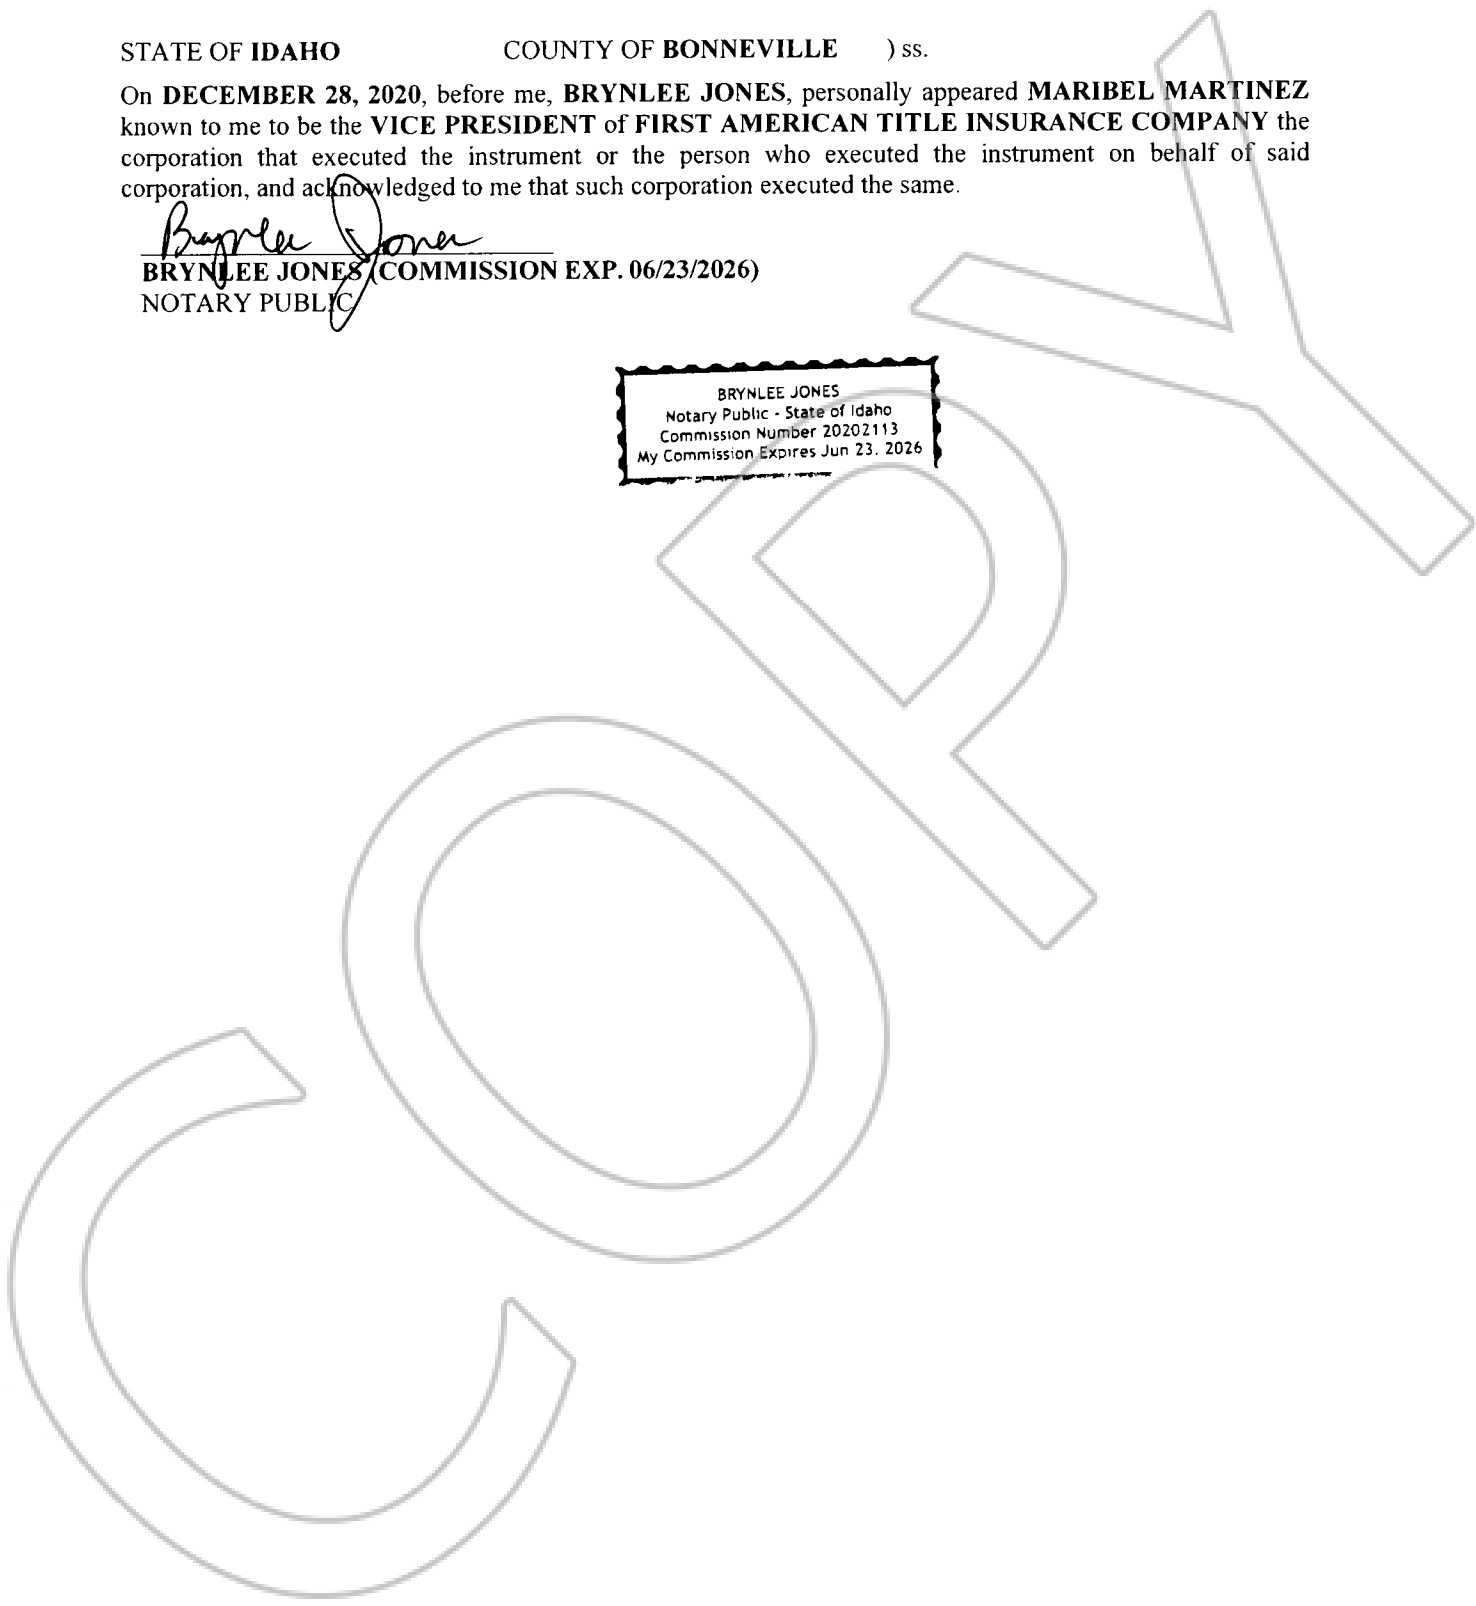 STATE OF IDAHO COUNTY OF BONNEVILLE ) ss.
On DECEMBER 28, 2020, before me, BRYNLEE JONES, personally appeared MARIBEL MARTINEZ
known to me to be the VICE PRESIDENT of FIRST AMERICAN TITLE INSURANCE COMPANY the
corporation that executed the instrument or the person who executed the instrument on behalf of said
corporation, and acknowledged to me that such corporation executed the same.
Brynlee Jones
BRYNLEE JONES (COMMISSION EXP. 06/23/2026)
NOTARY PUBLIC
BRYNLEE JONES
Notary Public - State of Idaho
Commission Number 20202113
My Commission Expires Jun 23, 2026
COPY